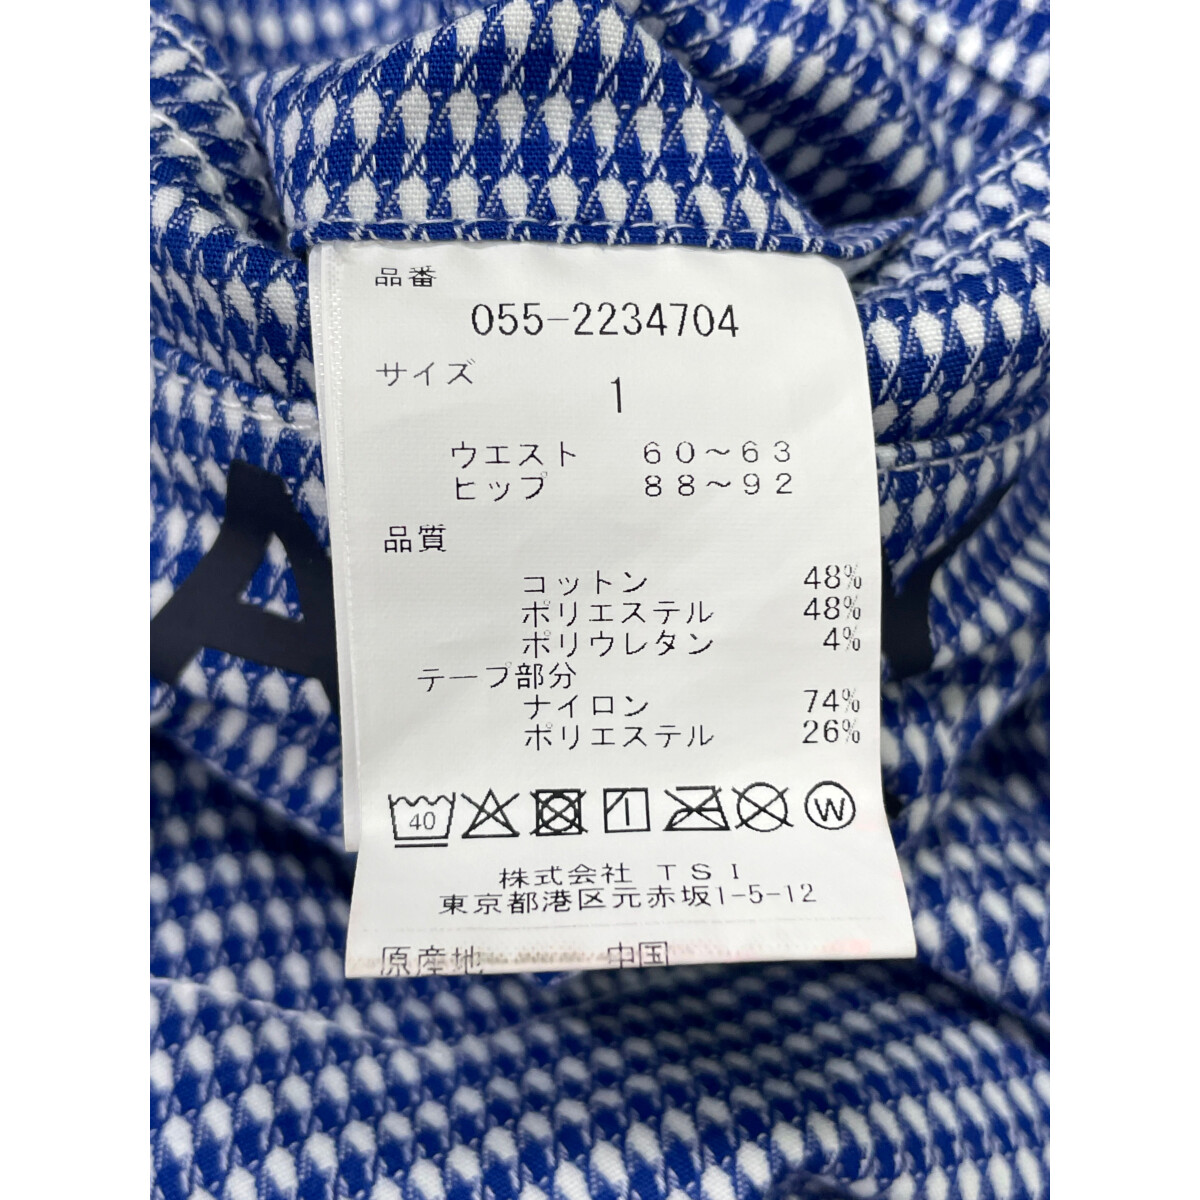 品番
055-2234704
サイズ
1
ウエスト 60～63
ヒップ 88～92
品質
コットン 48%
ポリエステル 48%
ポリウレタン 4%
テープ部分
ナイロン 74%
ポリエステル 26%
40 W
株式会社 TSI
東京都港区元赤坂1-5-12
原産地 中国